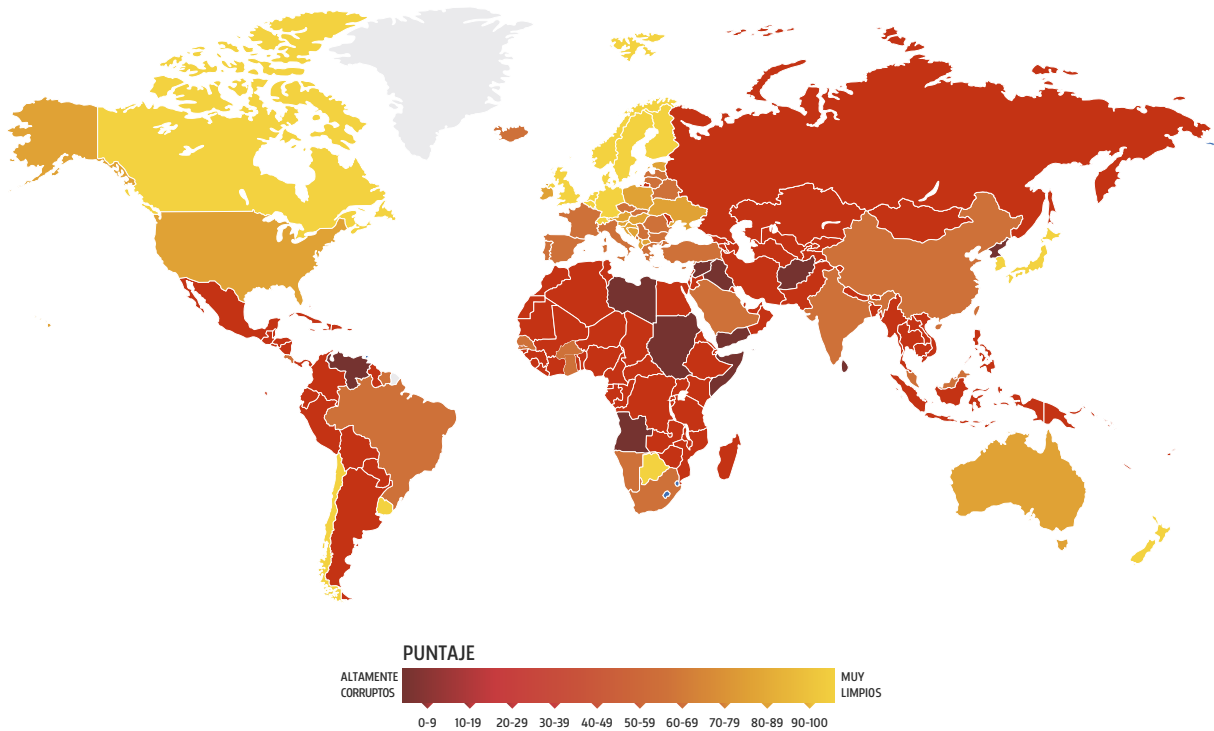 PUNTAJE
ALTAMENTE
CORRUPTOS
MUY
LIMPIOS
0-9 10-19 20-29 30-39 40-49 50-59 60-69 70-79 80-89 90-100